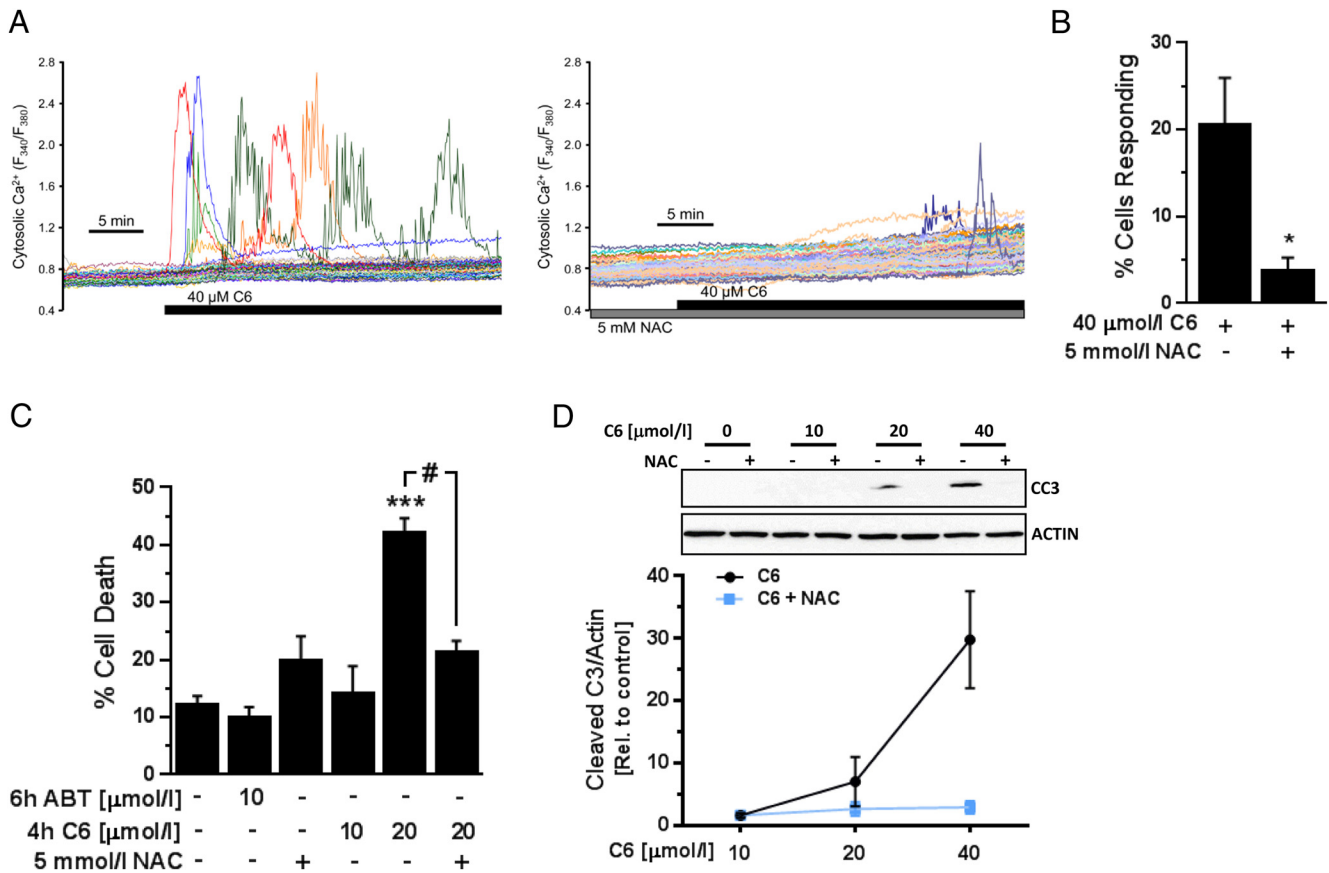 A
2.8
2.4
2.0
1.6
1.2
0.8
0.4
Cytosolic Ca²⁺ (F₃₄₀/F₃₈₀)
5 min
40 μM C6
2.8
2.4
2.0
1.6
1.2
0.8
0.4
Cytosolic Ca²⁺ (F₃₄₀/F₃₈₀)
5 min
40 μM C6
5 mM NAC
B
30
20
10
0
% Cells Responding
*
40 μmol/l C6 + +
5 mmol/l NAC - +
C
50
40
30
20
10
0
% Cell Death
***
#
6h ABT [μmol/l] - 10 - - - -
4h C6 [μmol/l] - - - 10 20 20
5 mmol/l NAC - - + - - +
D
C6 [μmol/l] 0 10 20 40
NAC - + - + - + - +
CC3
ACTIN
40
30
20
10
0
Cleaved C3/Actin
[Rel. to control]
C6
C6 + NAC
C6 [μmol/l] 10 20 40